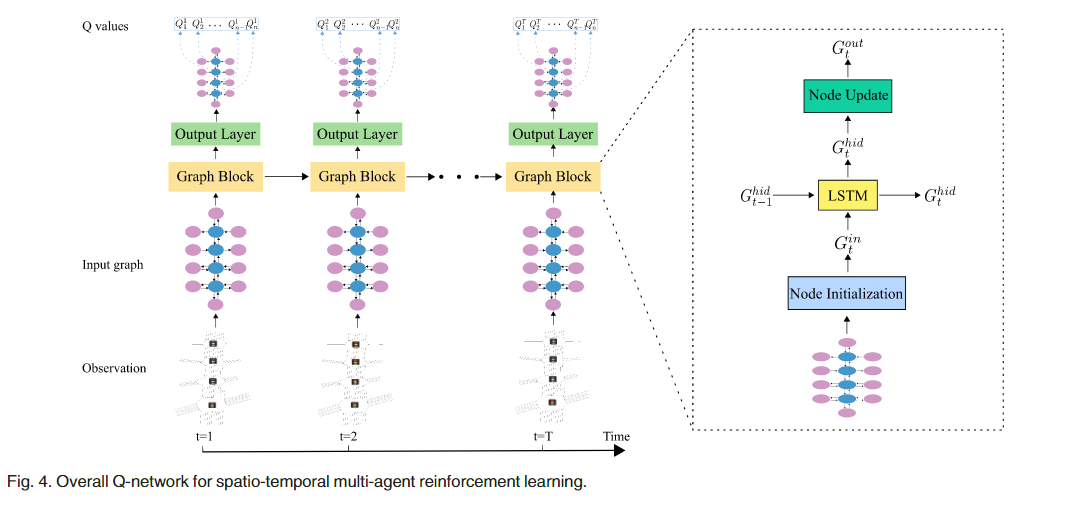 Q values
Q_1^1 Q_2^1 ··· Q_{n-1}^1 Q_n^1
Q_1^2 Q_2^2 ··· Q_{n-1}^2 Q_n^2
Q_1^T Q_2^T ··· Q_{n-1}^T Q_n^T
Output Layer
Output Layer
Output Layer
Graph Block
Graph Block
• • •
Graph Block
Input graph
Observation
t=1
t=2
t=T
Time
G_t^{out}
Node Update
G_t^{hid}
G_{t-1}^{hid}
LSTM
G_t^{hid}
G_t^{in}
Node Initialization
Fig. 4. Overall Q-network for spatio-temporal multi-agent reinforcement learning.